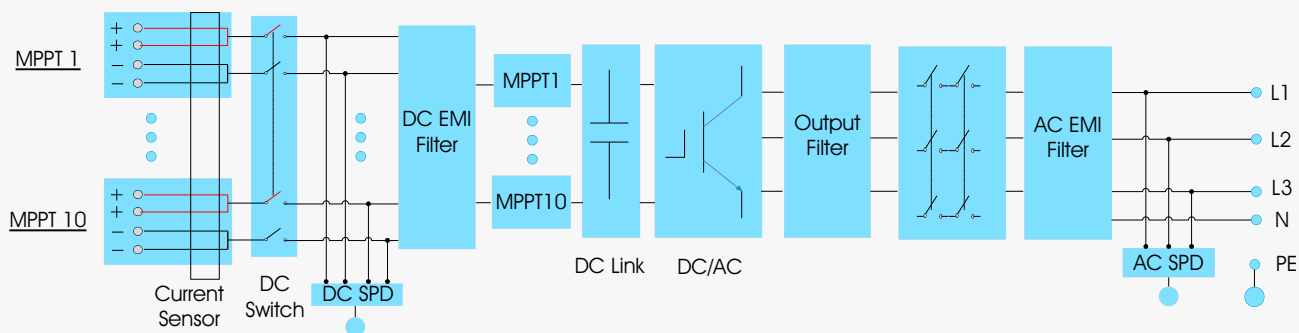 MPPT 1
+
+
−
−
MPPT 10
+
+
−
−
Current
Sensor
DC
Switch
DC SPD
DC EMI
Filter
MPPT1
MPPT10
DC Link
DC/AC
Output
Filter
AC EMI
Filter
L1
L2
L3
N
AC SPD
PE